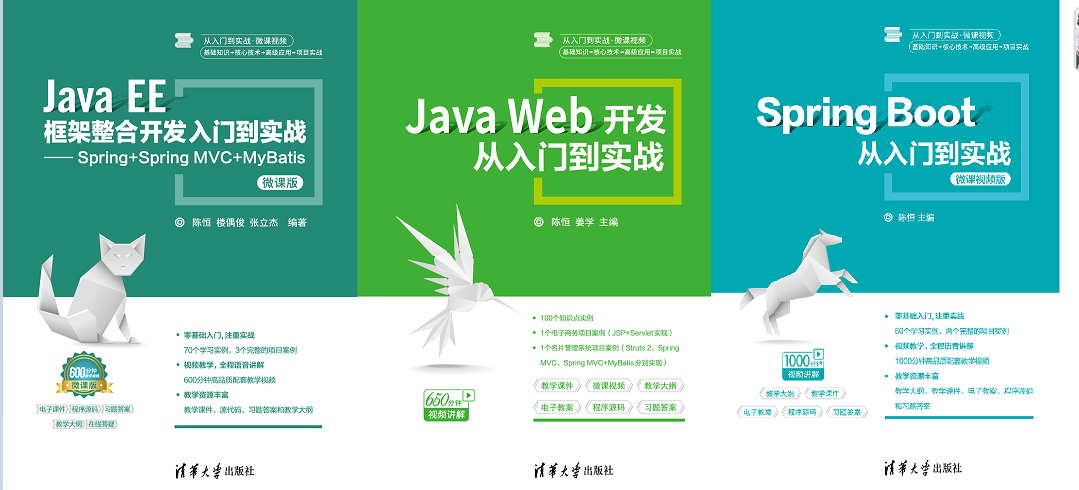 从入门到实战·微课视频
基础知识→核心技术→高级应用→项目实战
Java EE
框架整合开发入门到实战
——Spring+Spring MVC+MyBatis
微课版
陈恒 楼偶俊 张立杰 编著
零基础入门,注重实战
70个学习实例,3个完整的项目案例
视频教学,全程语音讲解
600分钟高品质配套教学视频
教学资源丰富
教学课件、源代码、习题答案和教学大纲
600分钟
教学视频
微课版
电子课件 程序源码 习题答案
教学大纲 在线答疑
清华大学出版社
从入门到实战·微课视频
基础知识→核心技术→高级应用→项目实战
Java Web 开发
从入门到实战
陈恒 姜学 主编
100个知识点实例
1个电子商务项目案例(JSP+Servlet实现)
1个名片管理系统项目案例(Struts 2、Spring
MVC、Spring MVC+MyBatis分别实现)
650分钟
视频讲解
教学课件 微课视频 教学大纲
电子教案 程序源码 习题答案
清华大学出版社
从入门到实战·微课视频
基础知识→核心技术→高级应用→项目实战
Spring Boot
从入门到实战
微课视频版
陈恒 主编
零基础入门,注重实战
60个学习实例,两个完整的项目案例
视频教学,全程语音讲解
1000分钟高品质配套教学视频
教学资源丰富
教学大纲、教学课件、电子教案、程序源码
和习题答案
1000分钟
视频讲解
教学大纲 教学课件
电子教案 程序源码 习题答案
清华大学出版社